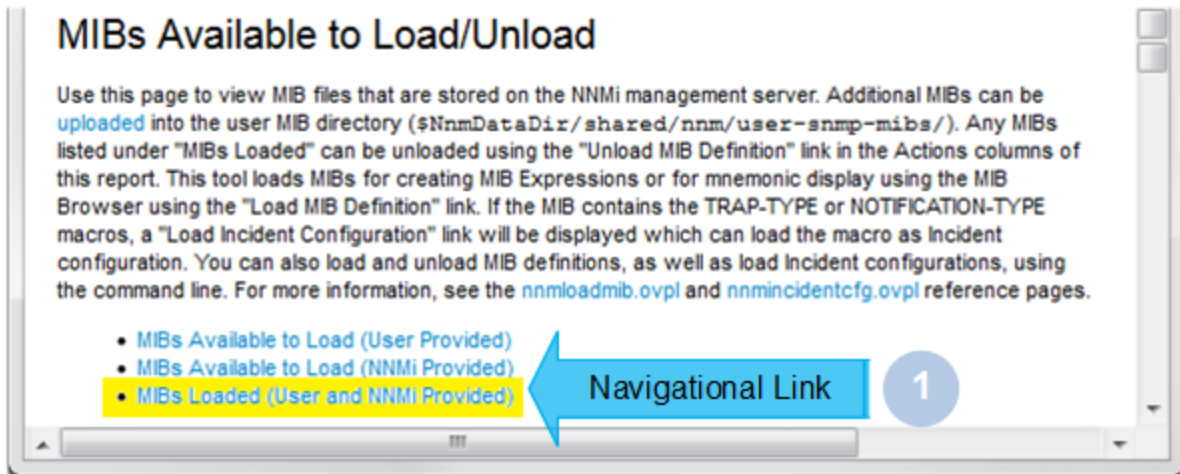 MIBs Available to Load/Unload
Use this page to view MIB files that are stored on the NNMi management server. Additional MIBs can be
uploaded into the user MIB directory ($NnmDataDir/shared/nnm/user-snmp-mibs/). Any MIBs
listed under "MIBs Loaded" can be unloaded using the "Unload MIB Definition" link in the Actions columns of
this report. This tool loads MIBs for creating MIB Expressions or for mnemonic display using the MIB
Browser using the "Load MIB Definition" link. If the MIB contains the TRAP-TYPE or NOTIFICATION-TYPE
macros, a "Load Incident Configuration" link will be displayed which can load the macro as Incident
configuration. You can also load and unload MIB definitions, as well as load Incident configurations, using
the command line. For more information, see the nnmloadmib.ovpl and nnmincidentcfg.ovpl reference pages.
• MIBs Available to Load (User Provided)
• MIBs Available to Load (NNMi Provided)
• MIBs Loaded (User and NNMi Provided)
Navigational Link
1